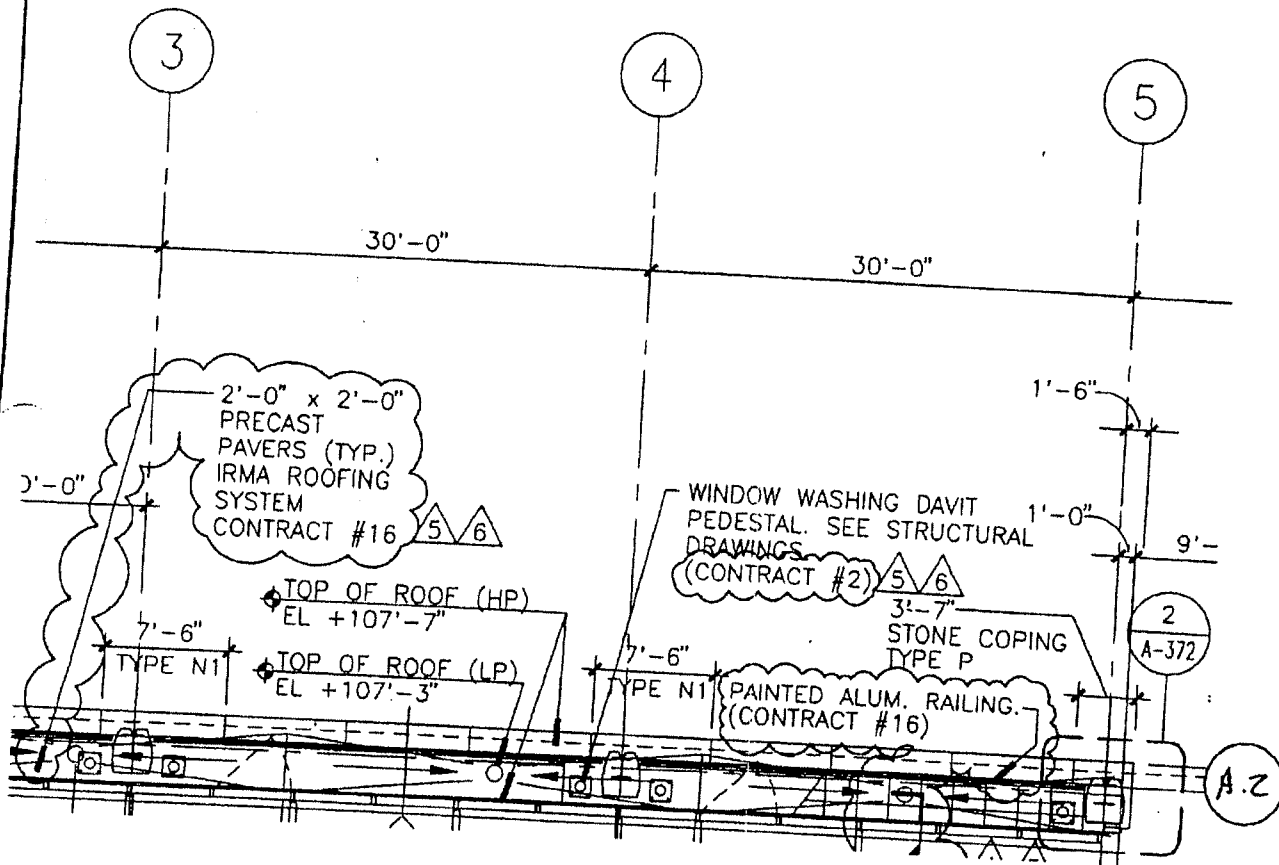 3
4
5
30'-0"
30'-0"
2'-0" x 2'-0"
PRECAST
PAVERS (TYP.)
IRMA ROOFING
SYSTEM
CONTRACT #16
5 6
'-0"
1'-6"
WINDOW WASHING DAVIT
PEDESTAL. SEE STRUCTURAL
DRAWINGS
(CONTRACT #2)
5 6
1'-0"
9'-
TOP OF ROOF (HP)
EL +107'-7"
7'-6"
TYPE N1
TOP OF ROOF (LP)
EL +107'-3"
7'-6"
TYPE N1
3'-7"
STONE COPING
TYPE P
2
A-372
PAINTED ALUM. RAILING.
(CONTRACT #16)
A.2